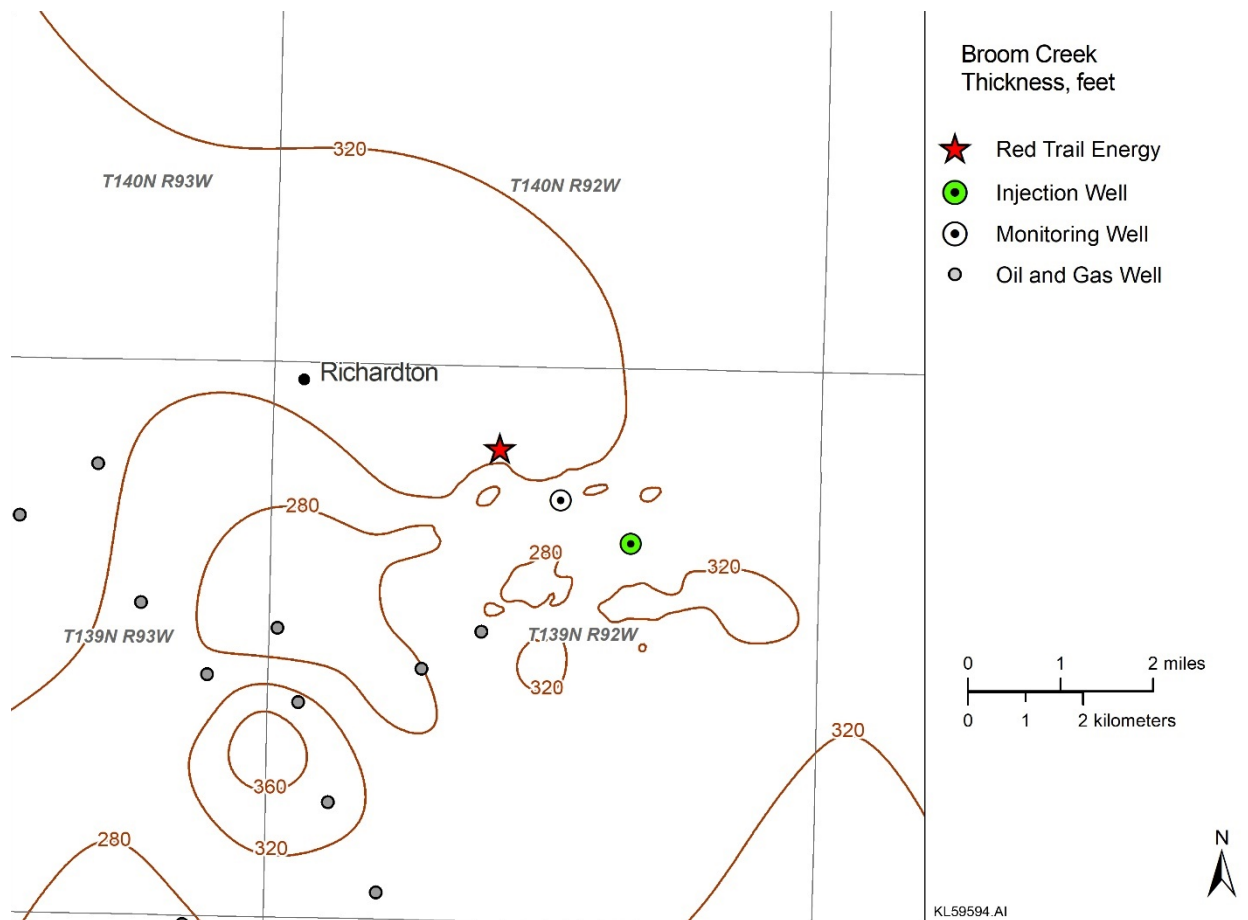 320
T140N R93W
T140N R92W
Richardton
280
280
320
T139N R93W
T139N R92W
320
320
360
280
320
Broom Creek
Thickness, feet
Red Trail Energy
Injection Well
Monitoring Well
Oil and Gas Well
0 1 2 miles
0 1 2 kilometers
N
KL59594.AI